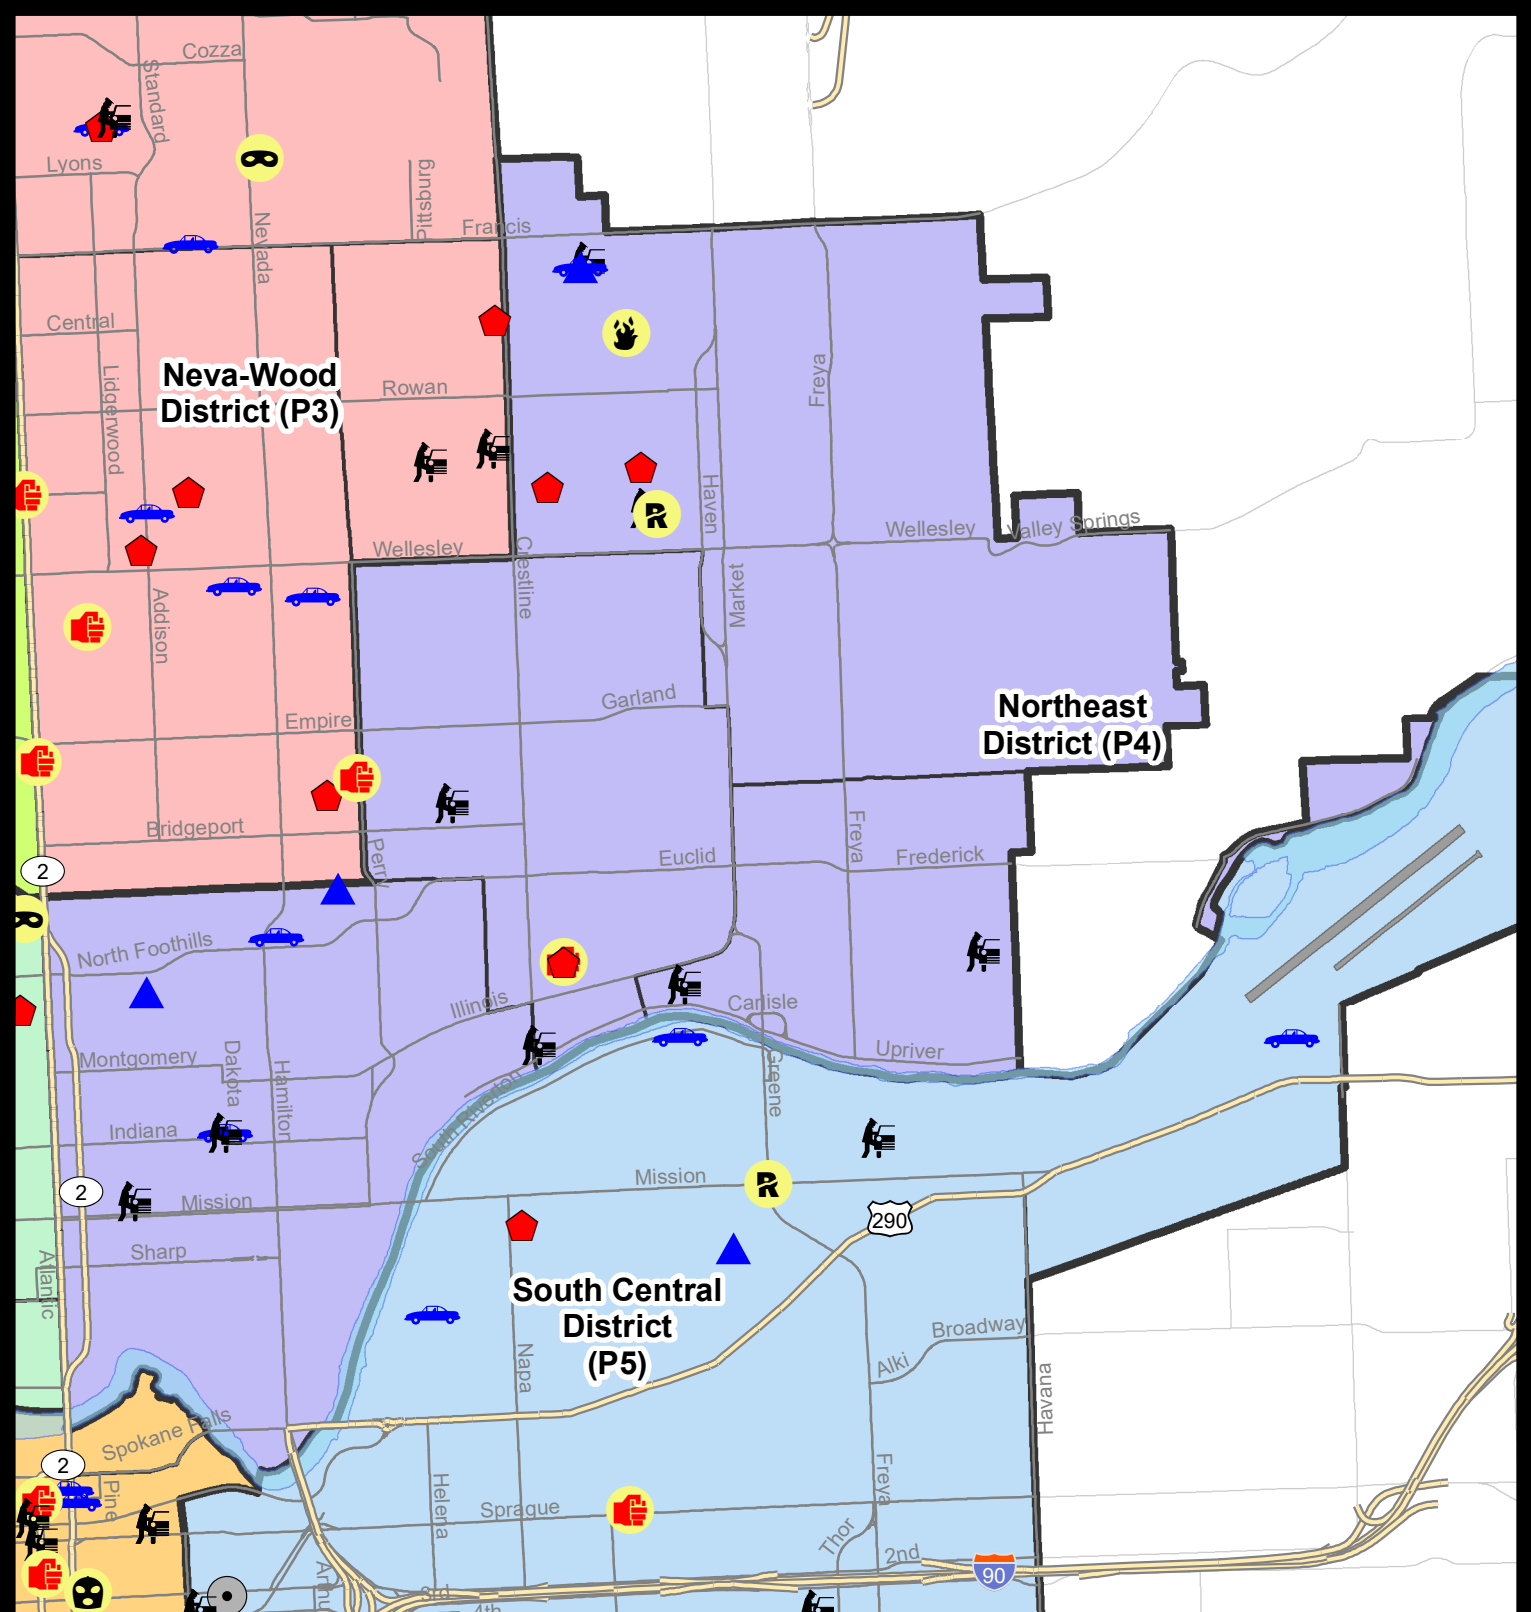 Cozza
Standard
Lyons
Nevada
Pittsburg
Francis
Central
Lidgerwood
Neva-Wood
District (P3)
Rowan
Freya
Haven
Wellesley
Wellesley
Valley Springs
Crestline
Market
Addison
Garland
Empire
Northeast
District (P4)
Bridgeport
Perry
Euclid
Freya
Frederick
2
North Foothills
Illinois
Carlisle
Montgomery
Dakota
Hamilton
Greene
Upriver
South Riverton
Indiana
Mission
2
Mission
290
Sharp
Atlantic
South Central
District
(P5)
Napa
Broadway
Alki
Havana
Spokane Falls
2
Pine
Helena
Sprague
Freya
Thor
2nd
90
3rd
4th